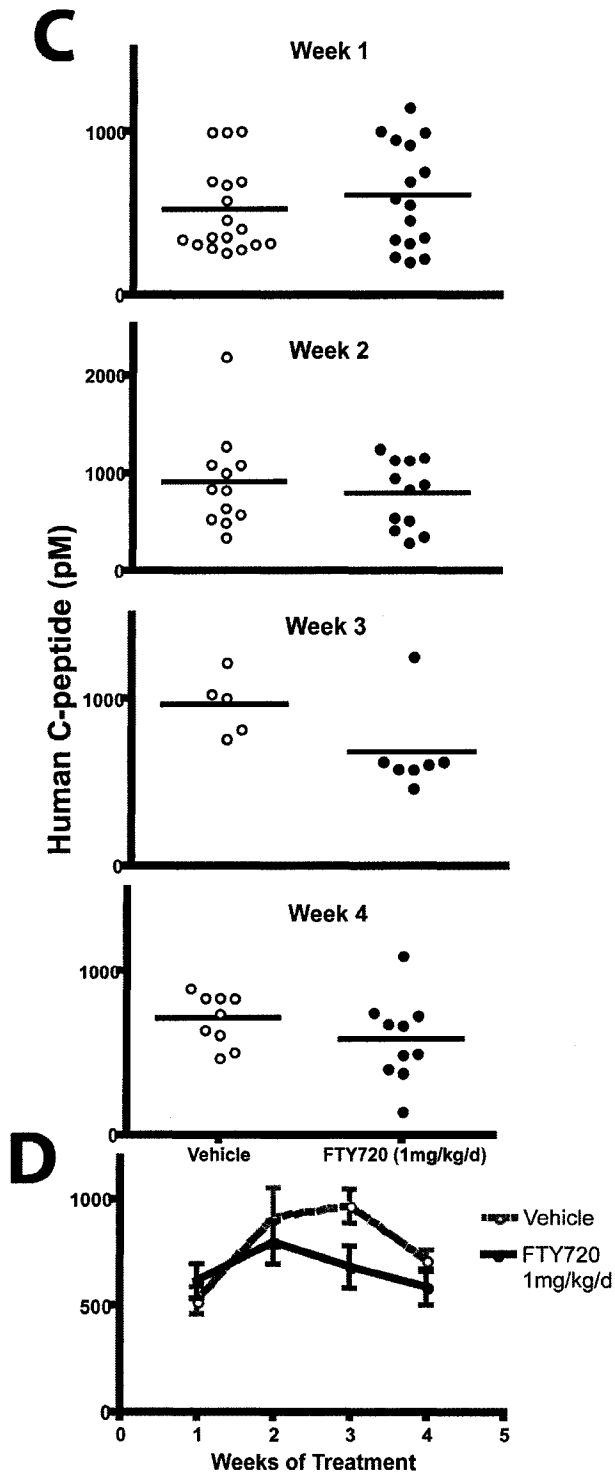 C
Week 1
1000
0
Week 2
2000
1000
0
Human C-peptide (pM)
Week 3
1000
0
Week 4
1000
0
Vehicle
FTY720 (1mg/kg/d)
D
1000
500
0
0 1 2 3 4 5
Weeks of Treatment
Vehicle
FTY720
1mg/kg/d